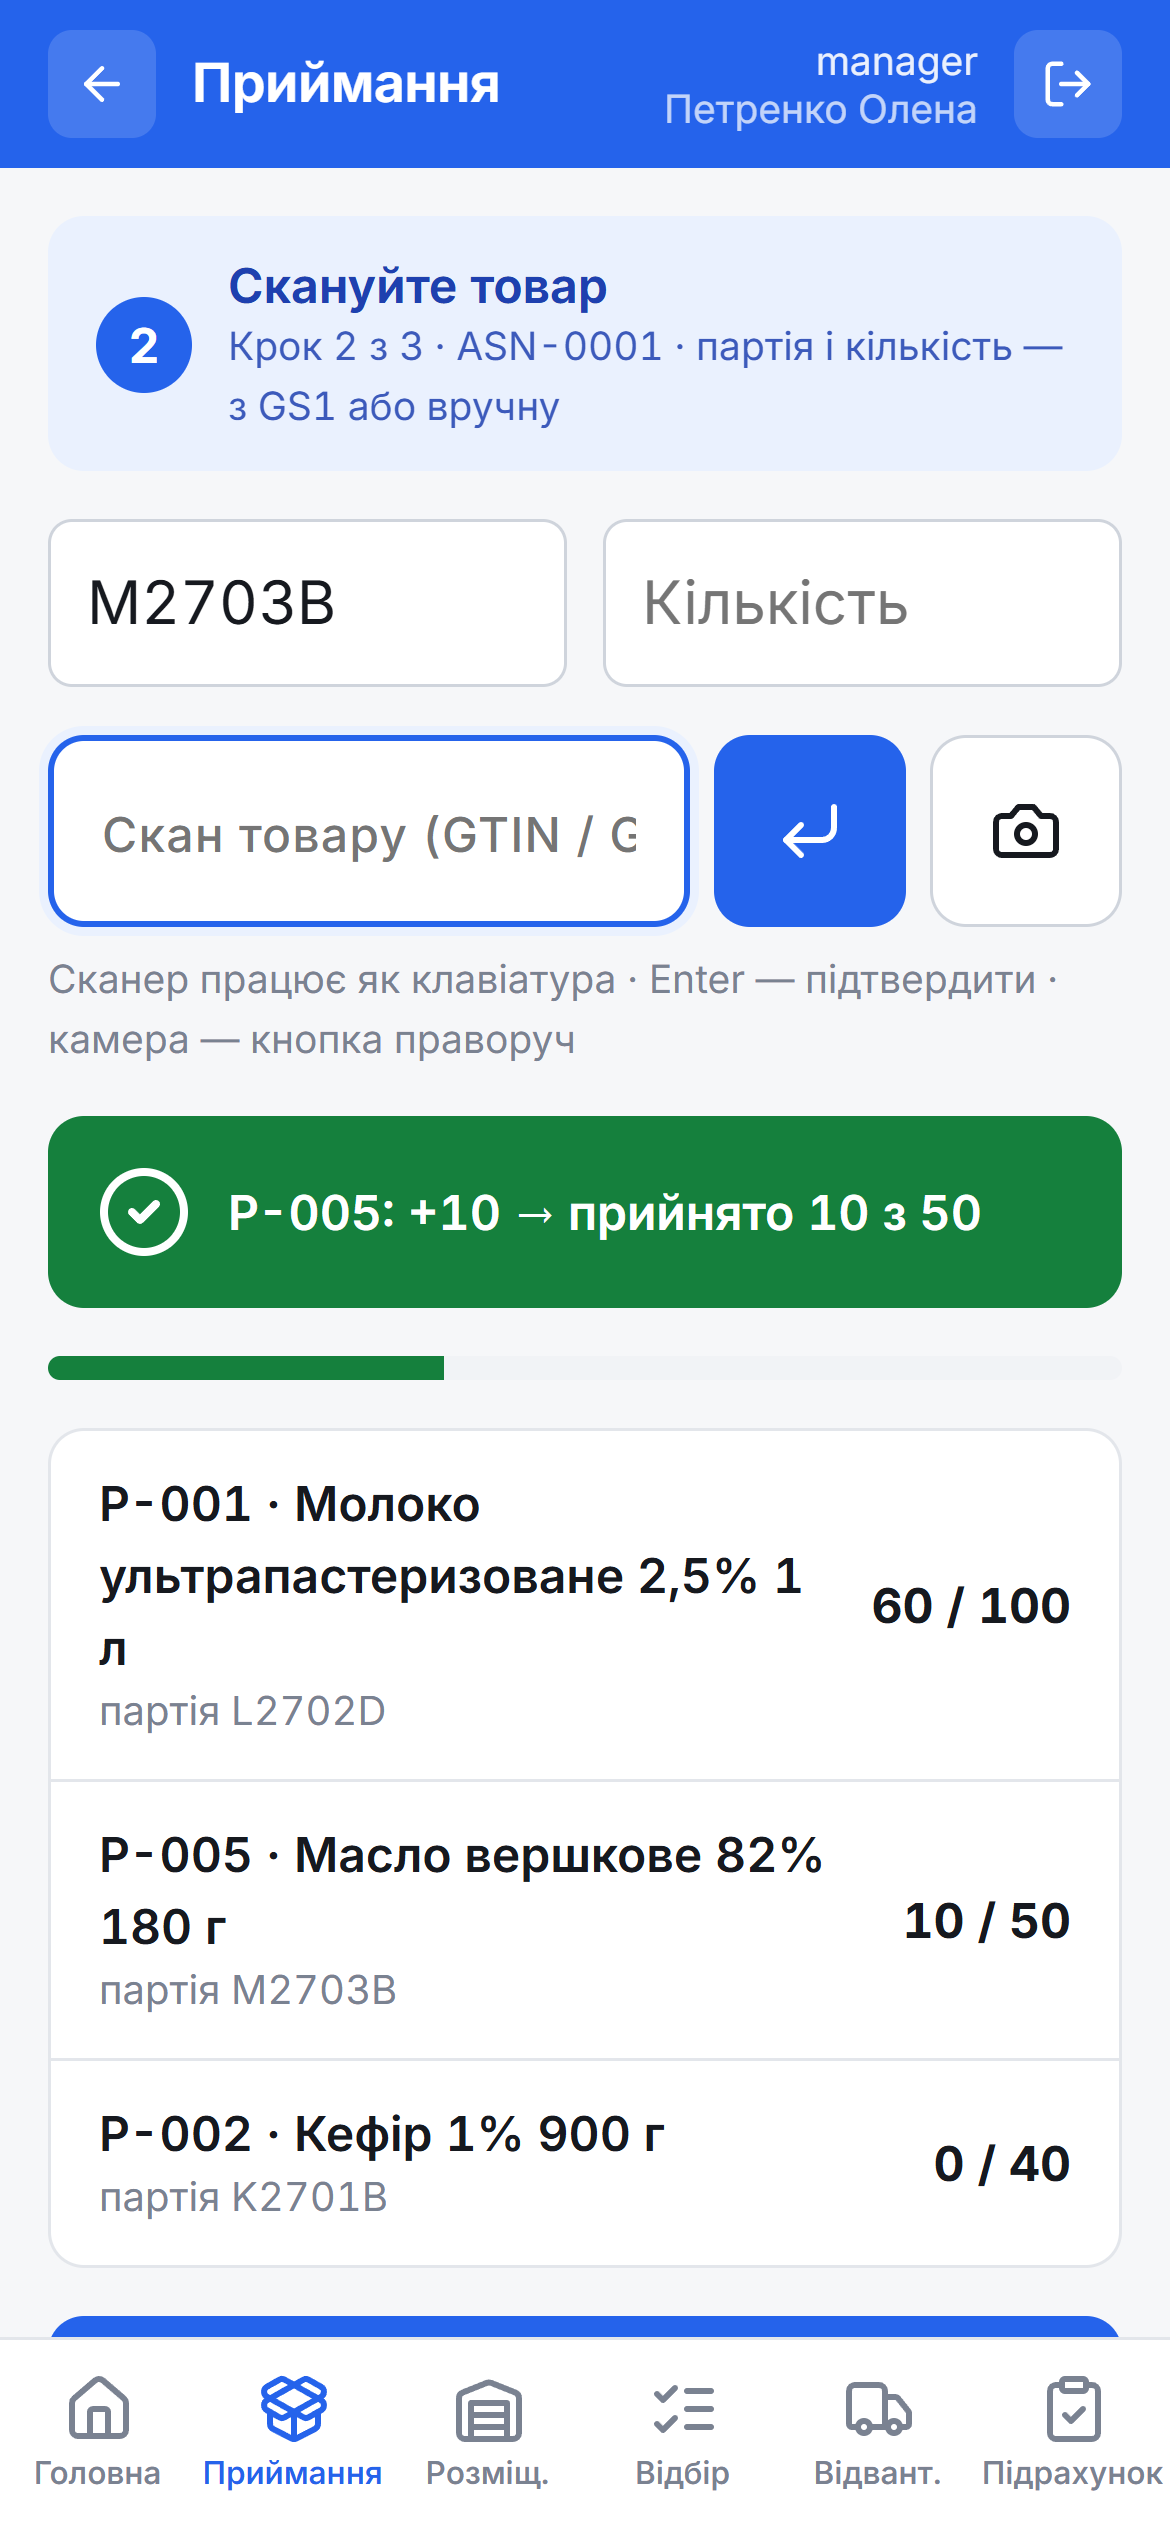 Приймання
manager
Петренко Олена
2
Скануйте товар
Крок 2 з 3 · ASN-0001 · партія і кількість —
з GS1 або вручну
M2703B
Кількість
Скан товару (GTIN / G
Сканер працює як клавіатура · Enter — підтвердити ·
камера — кнопка праворуч
P-005: +10 → прийнято 10 з 50
P-001 · Молоко
ультрапастеризоване 2,5% 1
л
партія L2702D
60 / 100
P-005 · Масло вершкове 82%
180 г
партія M2703B
10 / 50
P-002 · Кефір 1% 900 г
партія K2701B
0 / 40
Головна
Приймання
Розміщ.
Відбір
Відвант.
Підрахунок